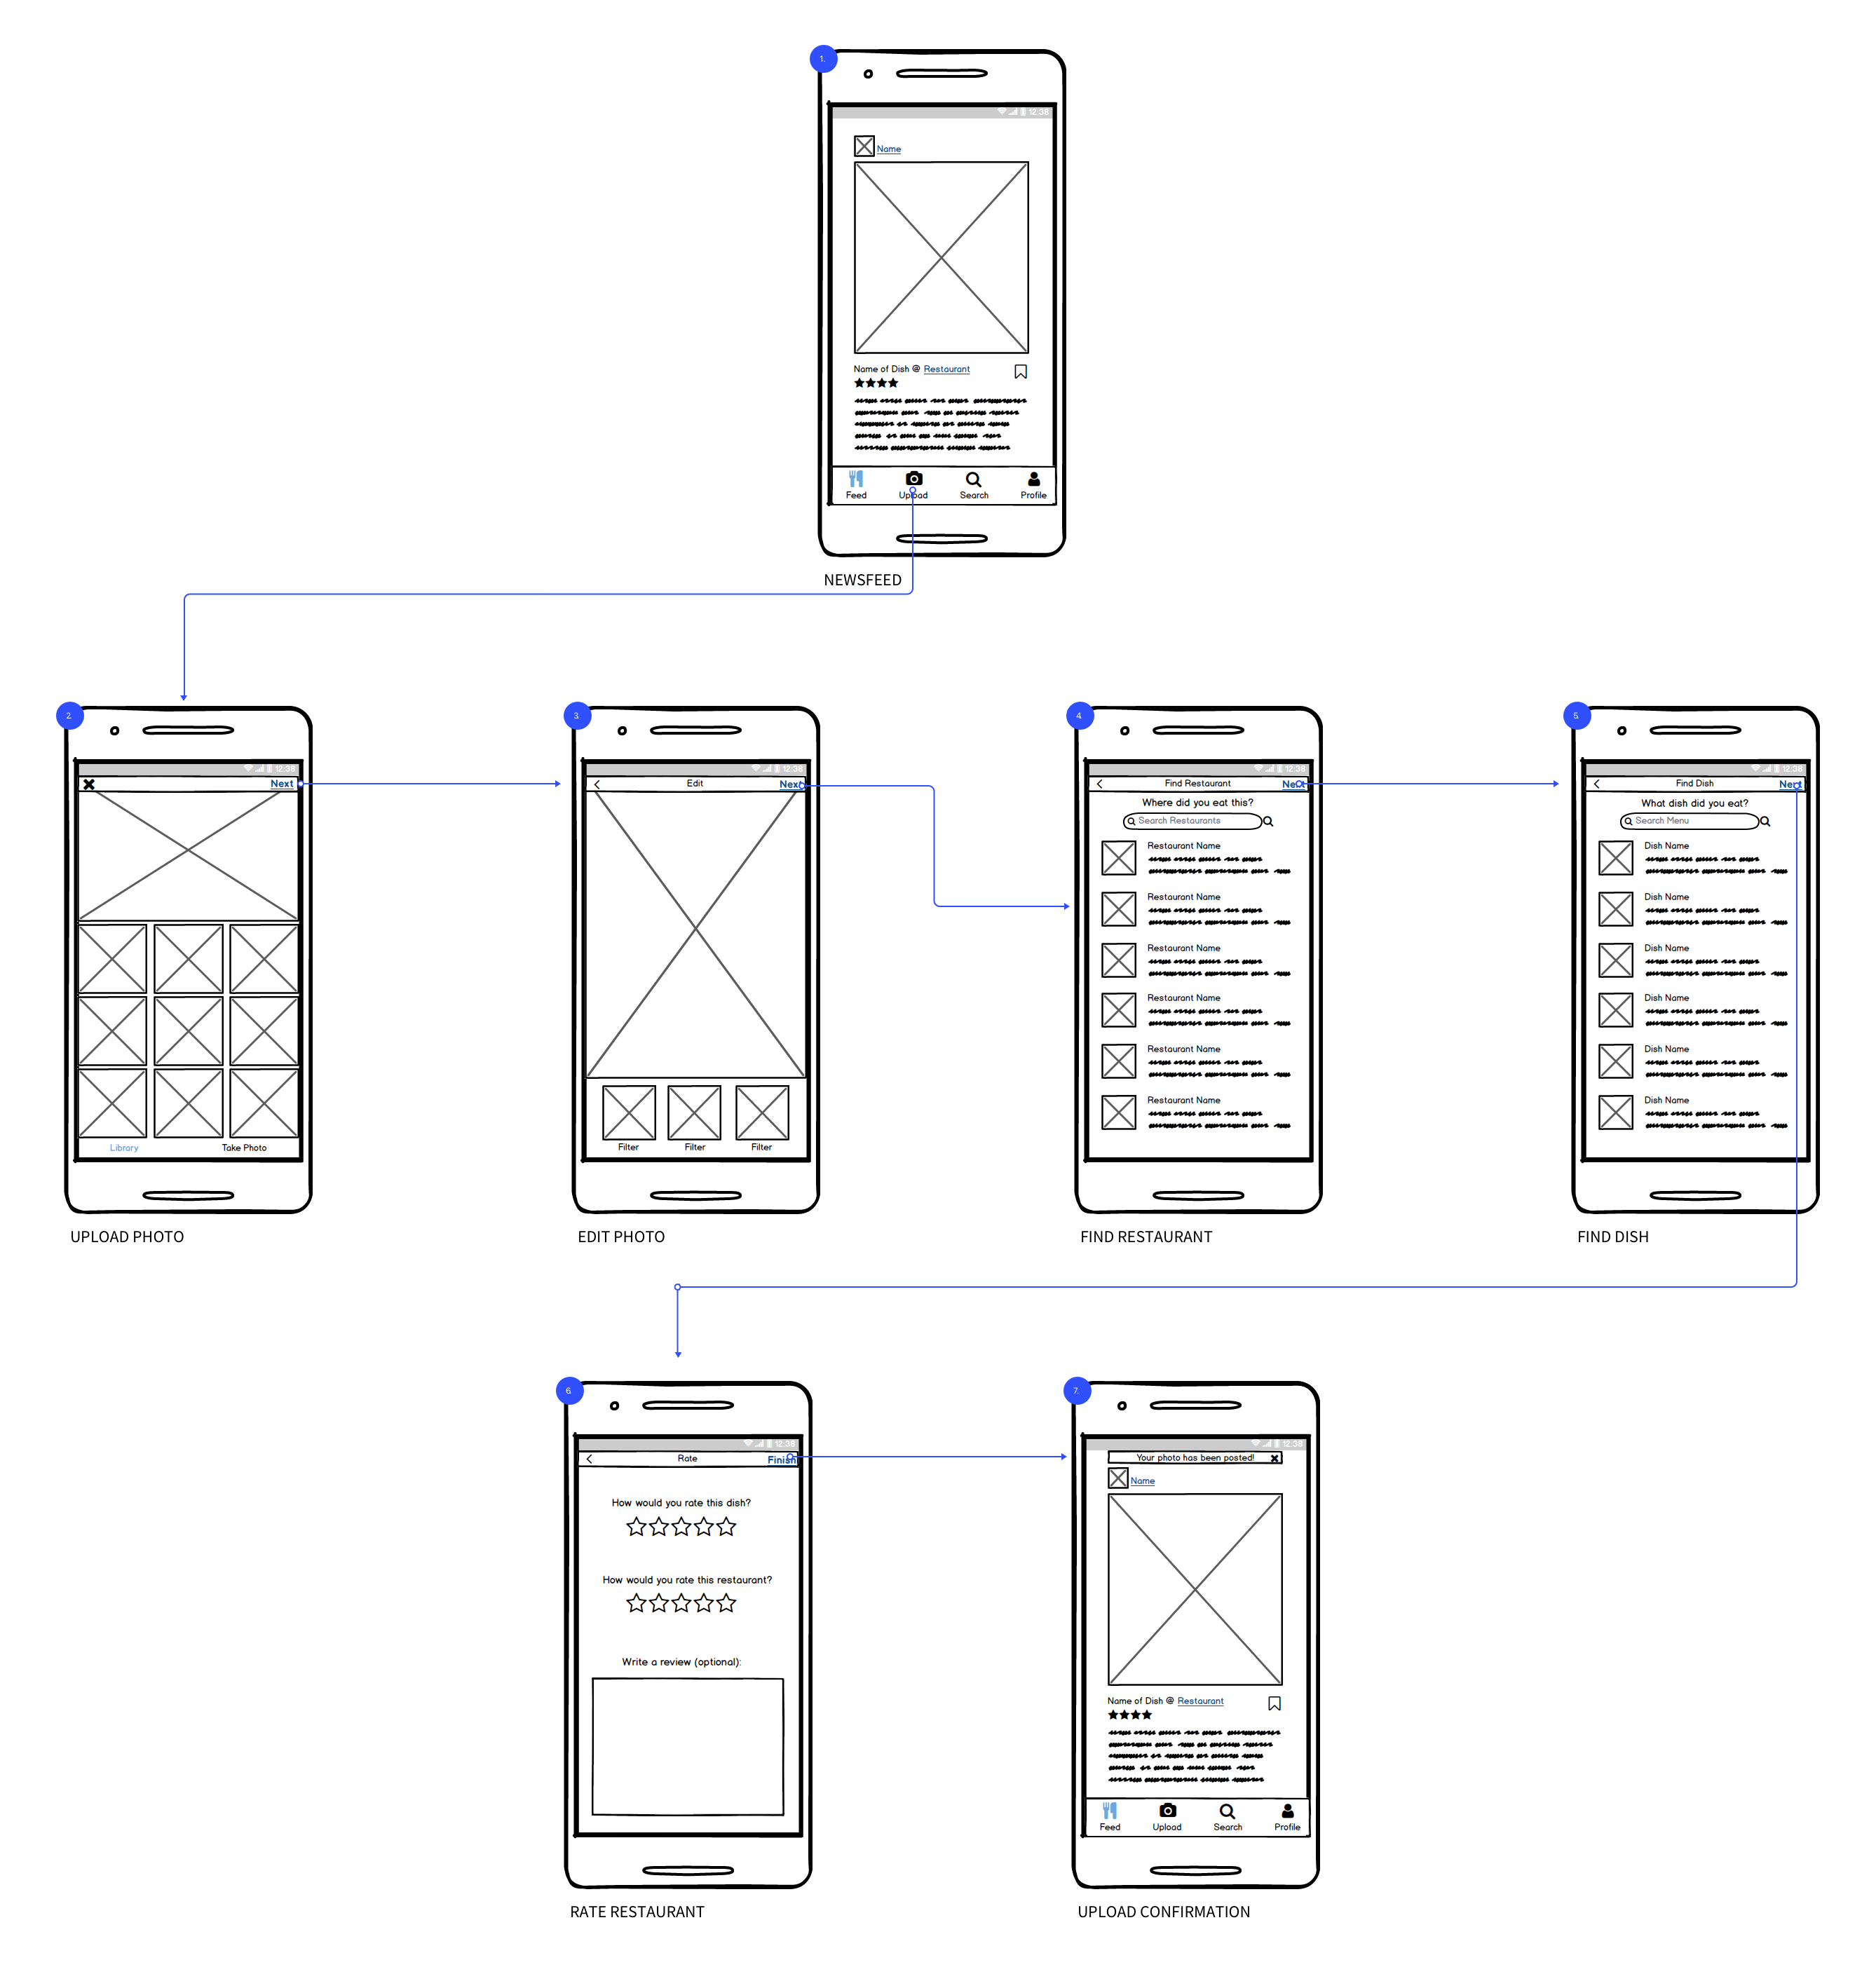 1.
12:38
Name
Name of Dish @ Restaurant
Feed Upload Search Profile
NEWSFEED
2.
12:38
Next
Library Take Photo
UPLOAD PHOTO
3.
12:38
Edit Next
Filter Filter Filter
EDIT PHOTO
4.
12:38
Find Restaurant Next
Where did you eat this?
Search Restaurants
Restaurant Name
Restaurant Name
Restaurant Name
Restaurant Name
Restaurant Name
Restaurant Name
FIND RESTAURANT
5.
12:38
Find Dish Next
What dish did you eat?
Search Menu
Dish Name
Dish Name
Dish Name
Dish Name
Dish Name
Dish Name
FIND DISH
6.
12:38
Rate Finish
How would you rate this dish?
How would you rate this restaurant?
Write a review (optional):
RATE RESTAURANT
7.
12:38
Your photo has been posted!
Name
Name of Dish @ Restaurant
Feed Upload Search Profile
UPLOAD CONFIRMATION